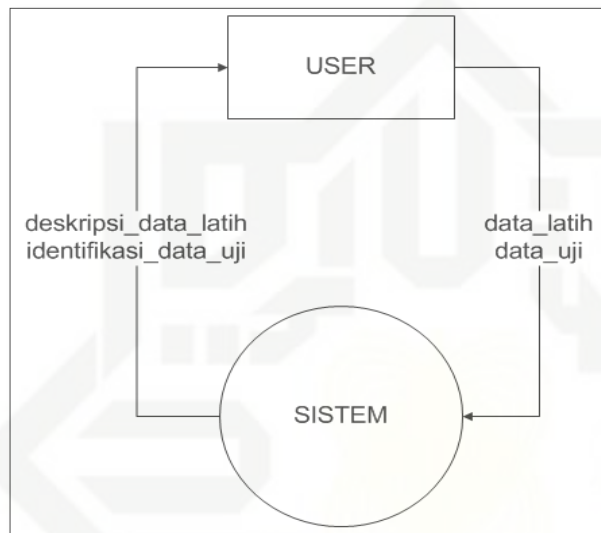 USER
deskripsi_data_latih
identifikasi_data_uji
data_latih
data_uji
SISTEM